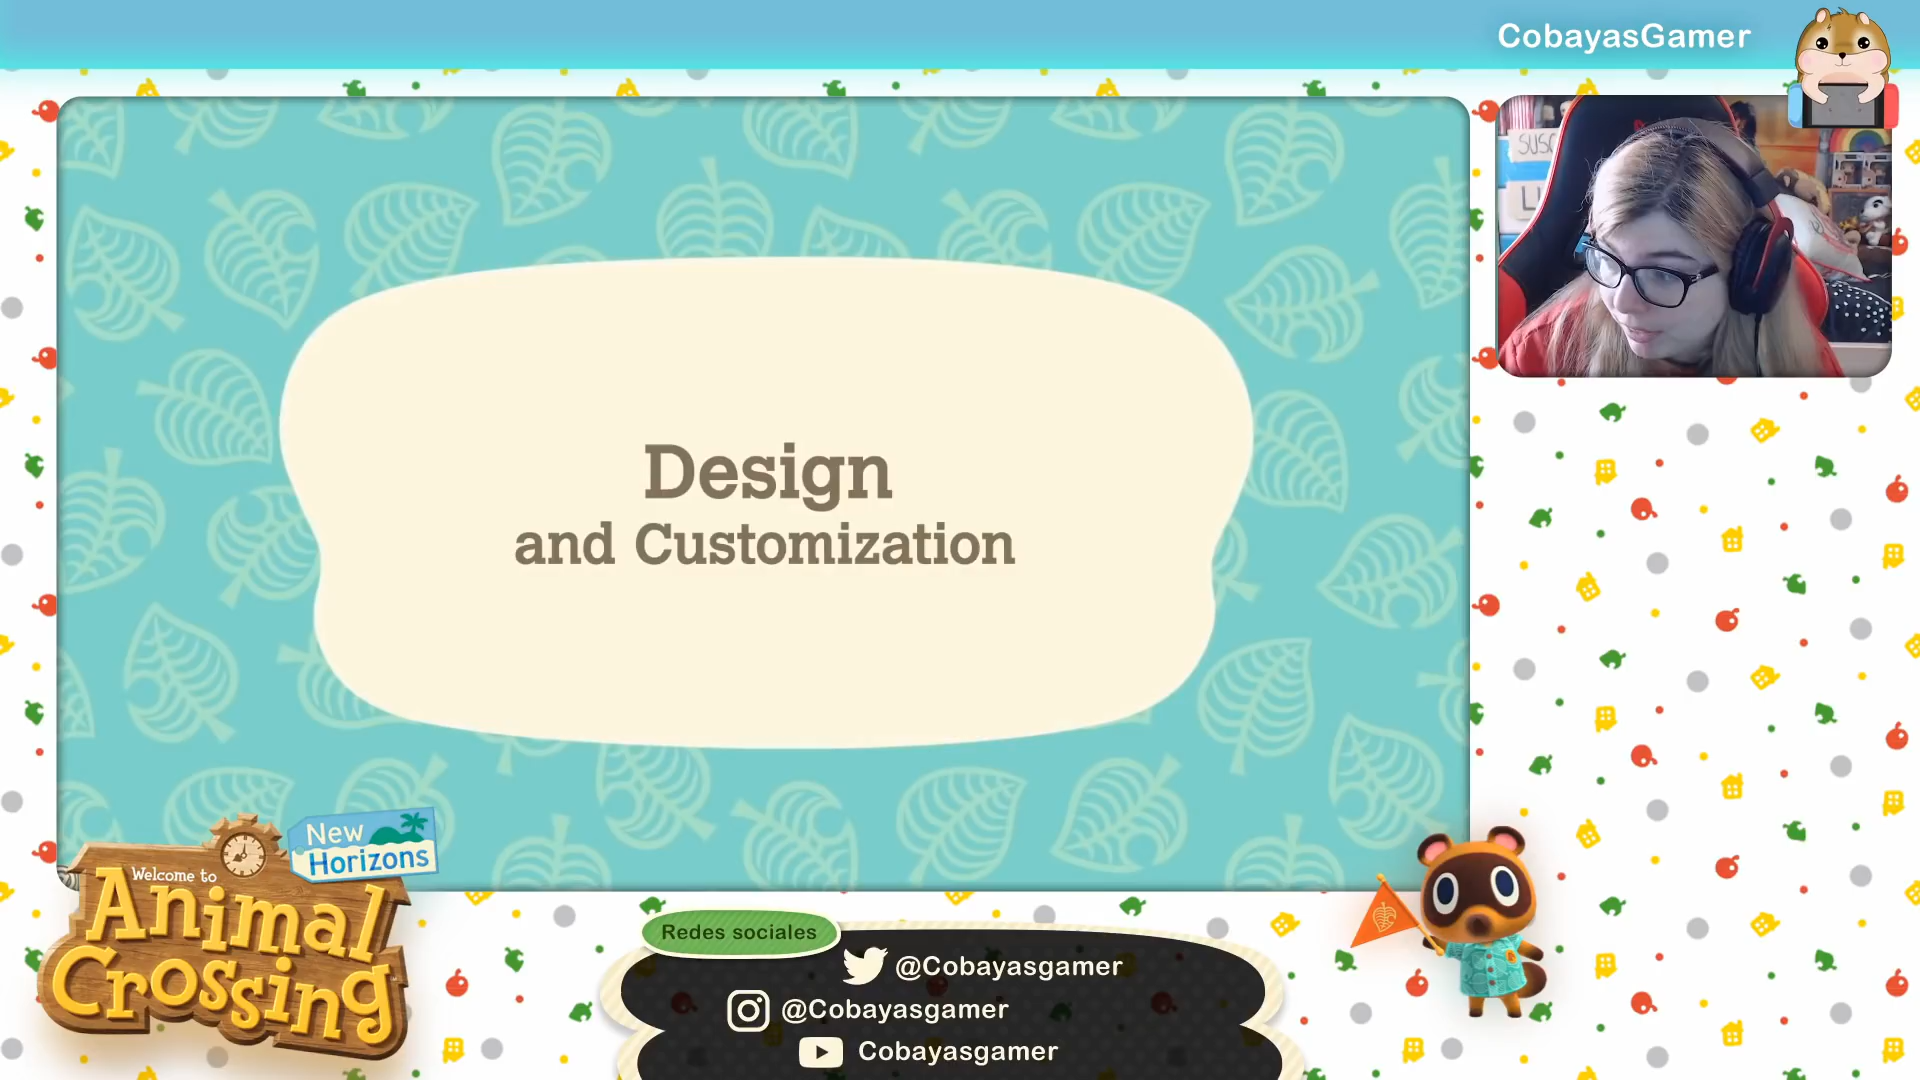 CobayasGamer
Design
and Customization
New
Horizons
Welcome to
Animal
Crossing
Redes sociales
@Cobayasgamer
@Cobayasgamer
Cobayasgamer